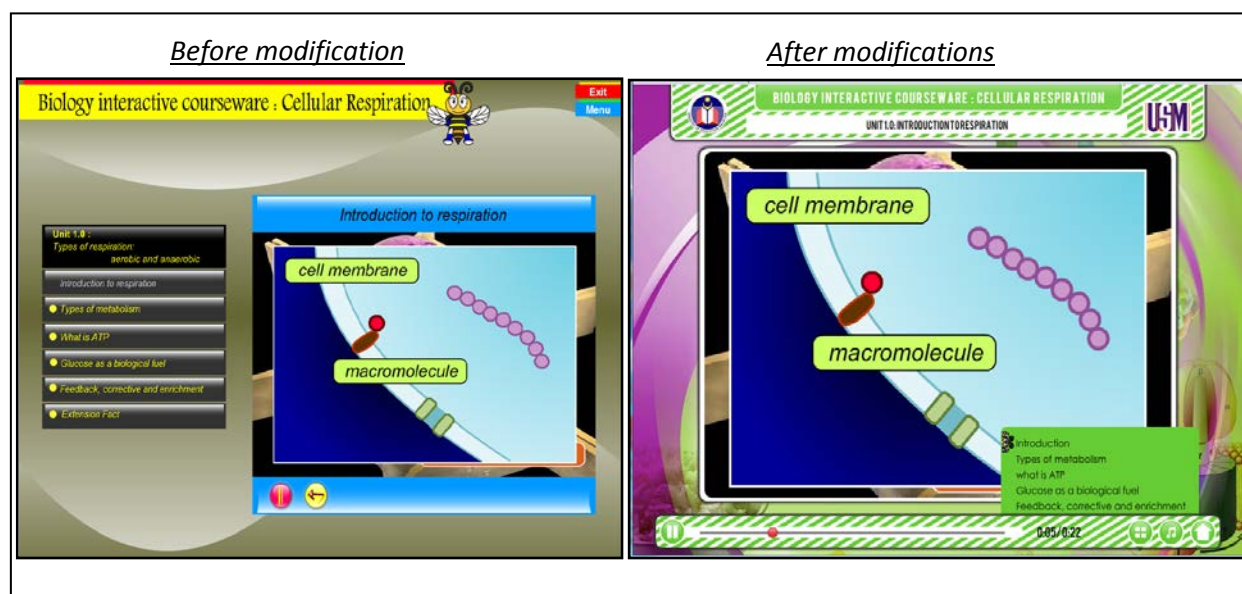 Before modification
After modifications
Biology interactive courseware : Cellular Respiration
Exit
Menu
Introduction to respiration
Unit 1.0 :
Types of respiration:
aerobic and anaerobic
Introduction to respiration
Types of metabolism
What is ATP
Glucose as a biological fuel
Feedback, corrective and enrichment
Extension Fact
cell membrane
macromolecule
BIOLOGY INTERACTIVE COURSEWARE : CELLULAR RESPIRATION
UNIT 1.0: INTRODUCTION TO RESPIRATION
USM
cell membrane
macromolecule
Introduction
Types of metabolism
what is ATP
Glucose as a biological fuel
Feedback, corrective and enrichment
0:05/0:22